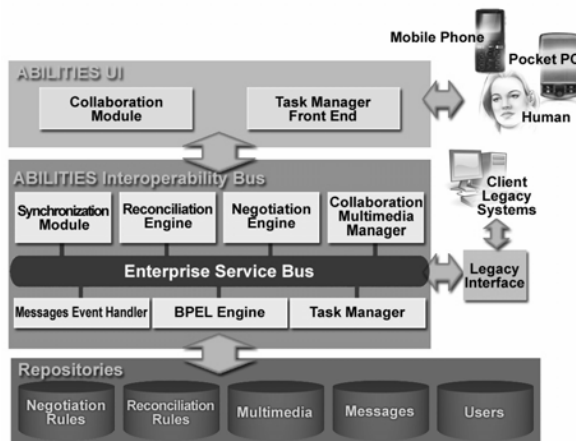 Mobile Phone
Pocket PC
Human
ABILITIES UI
Collaboration
Module
Task Manager
Front End
ABILITIES Interoperability Bus
Synchronization
Module
Reconciliation
Engine
Negotiation
Engine
Collaboration
Multimedia
Manager
Client
Legacy
Systems
Enterprise Service Bus
Legacy
Interface
Messages Event Handler
BPEL Engine
Task Manager
Repositories
Negotiation
Rules
Reconciliation
Rules
Multimedia
Messages
Users